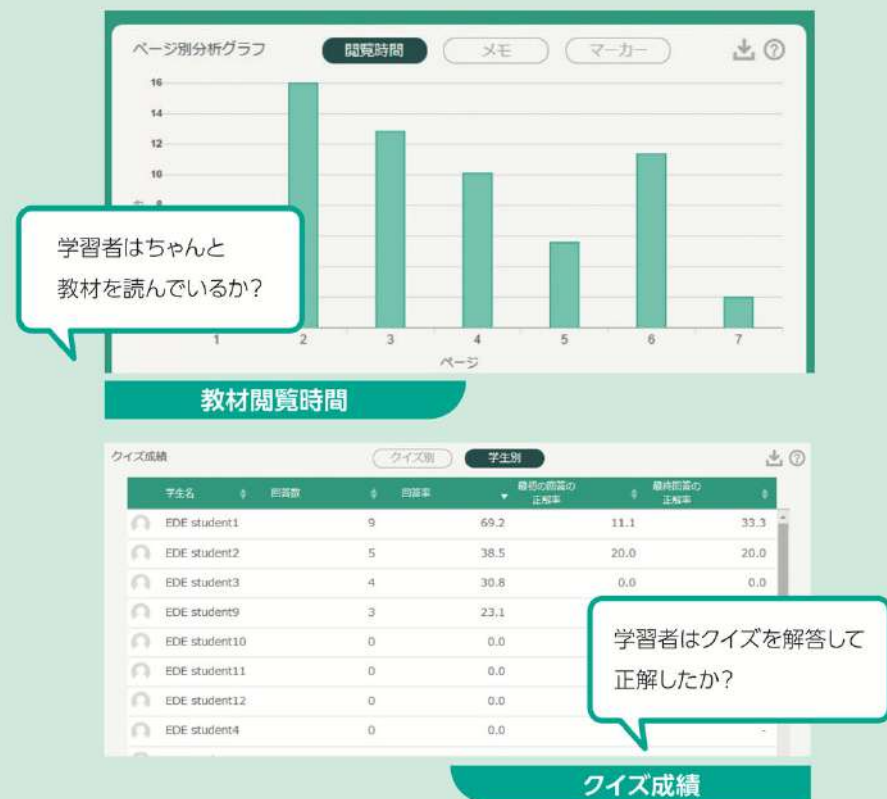 ページ別分析グラフ 閲覧時間 メモ マーカー
16
14
12
10
8
学習者はちゃんと
教材を読んでいるか？
1 2 3 4 5 6 7
ページ
教材閲覧時間
クイズ成績 クイズ別 学生別
学生名 回答数 回答率 最初の回答の正解率 最終回答の正解率
EDE student1 9 69.2 11.1 33.3
EDE student2 5 38.5 20.0 20.0
EDE student3 4 30.8 0.0 0.0
EDE student9 3 23.1
EDE student10 0 0.0
EDE student11 0 0.0
EDE student12 0 0.0
EDE student4 0 0.0 -
学習者はクイズを解答して
正解したか？
クイズ成績